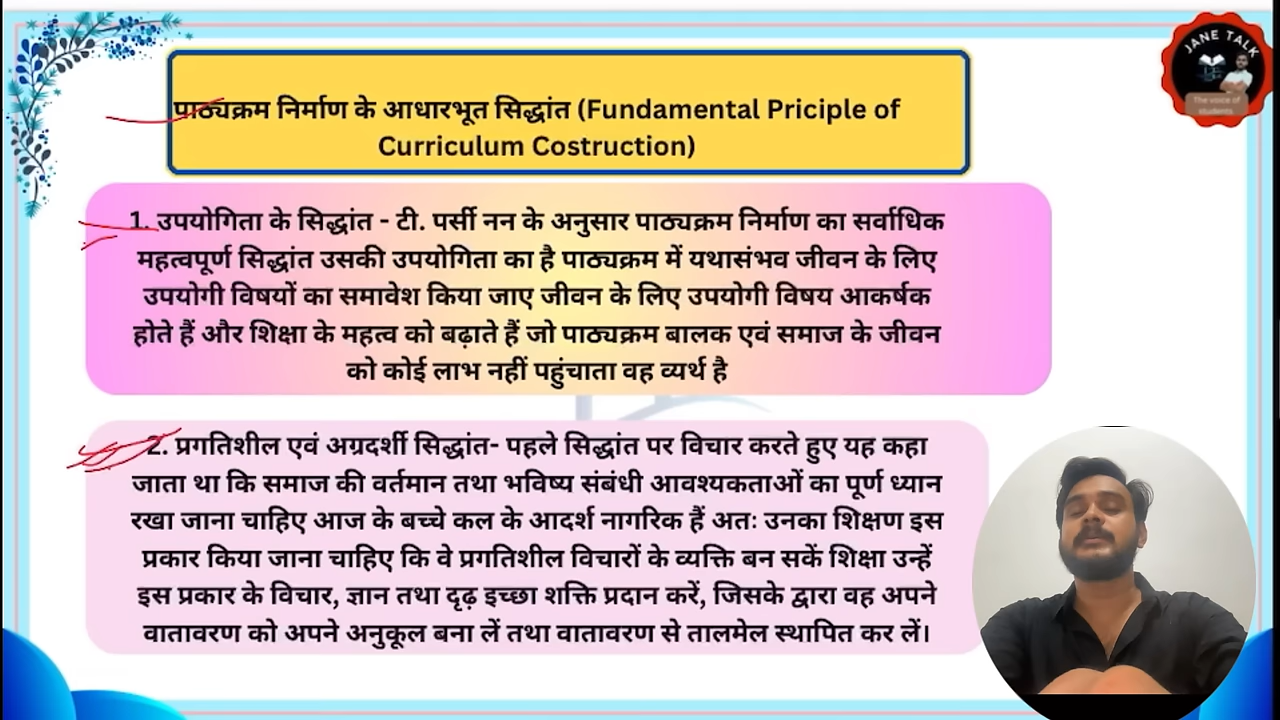 पाठ्यक्रम निर्माण के आधारभूत सिद्धांत (Fundamental Priciple of
Curriculum Costruction)
1. उपयोगिता के सिद्धांत - टी. पर्सी नन के अनुसार पाठ्यक्रम निर्माण का सर्वाधिक
महत्वपूर्ण सिद्धांत उसकी उपयोगिता का है पाठ्यक्रम में यथासंभव जीवन के लिए
उपयोगी विषयों का समावेश किया जाए जीवन के लिए उपयोगी विषय आकर्षक
होते हैं और शिक्षा के महत्व को बढ़ाते हैं जो पाठ्यक्रम बालक एवं समाज के जीवन
को कोई लाभ नहीं पहुंचाता वह व्यर्थ है
2. प्रगतिशील एवं अग्रदर्शी सिद्धांत- पहले सिद्धांत पर विचार करते हुए यह कहा
जाता था कि समाज की वर्तमान तथा भविष्य संबंधी आवश्यकताओं का पूर्ण ध्यान
रखा जाना चाहिए आज के बच्चे कल के आदर्श नागरिक हैं अतः उनका शिक्षण इस
प्रकार किया जाना चाहिए कि वे प्रगतिशील विचारों के व्यक्ति बन सकें शिक्षा उन्हें
इस प्रकार के विचार, ज्ञान तथा दृढ़ इच्छा शक्ति प्रदान करें, जिसके द्वारा वह अपने
वातावरण को अपने अनुकूल बना लें तथा वातावरण से तालमेल स्थापित कर लें।
JANE TALK
The voice of
students